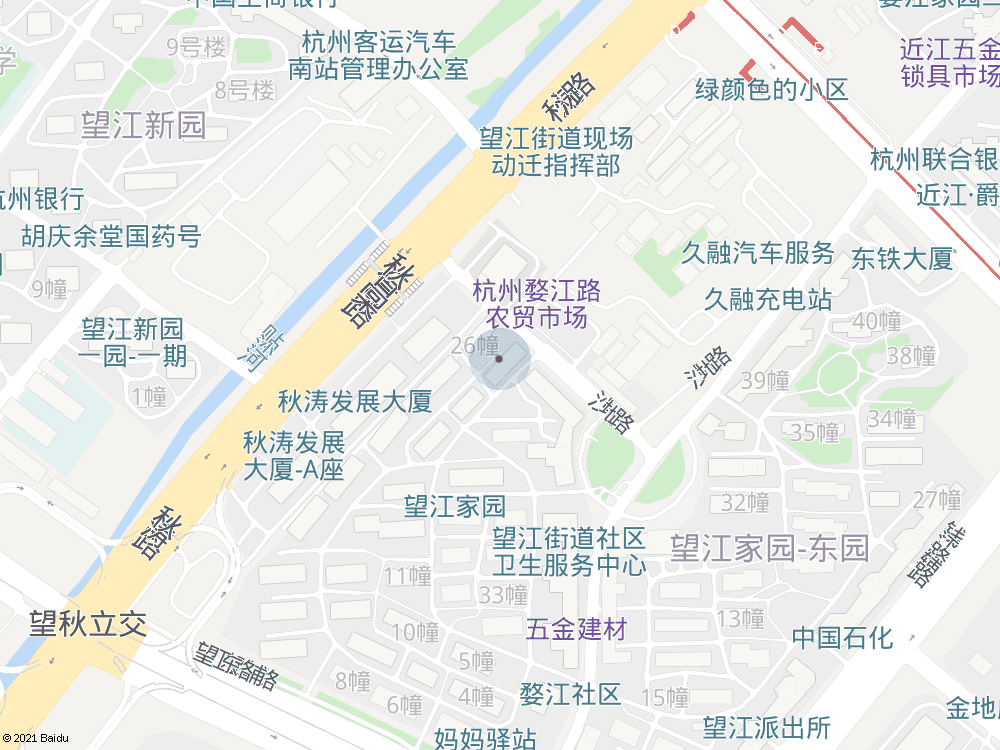 中国工商银行
婺江家园二
9号楼
杭州客运汽车
南站管理办公室
近江五金
锁具市场
8号楼
秋涛路
绿颜色的小区
望江新园
望江街道现场
动迁指挥部
杭州联合银
近江·爵
杭州银行
胡庆余堂国药号
久融汽车服务
东铁大厦
9幢
杭州婺江路
农贸市场
久融充电站
望江新园
一园-一期
26幢
40幢
38幢
39幢
1幢
秋涛发展大厦
34幢
35幢
秋涛发展
大厦-A座
32幢
27幢
望江家园
望江街道社区
卫生服务中心
望江家园-东园
11幢
33幢
望秋立交
10幢
五金建材
13幢
中国石化
5幢
8幢
4幢
6幢
婺江社区
15幢
金地
望江派出所
妈妈驿站
© 2021 Baidu